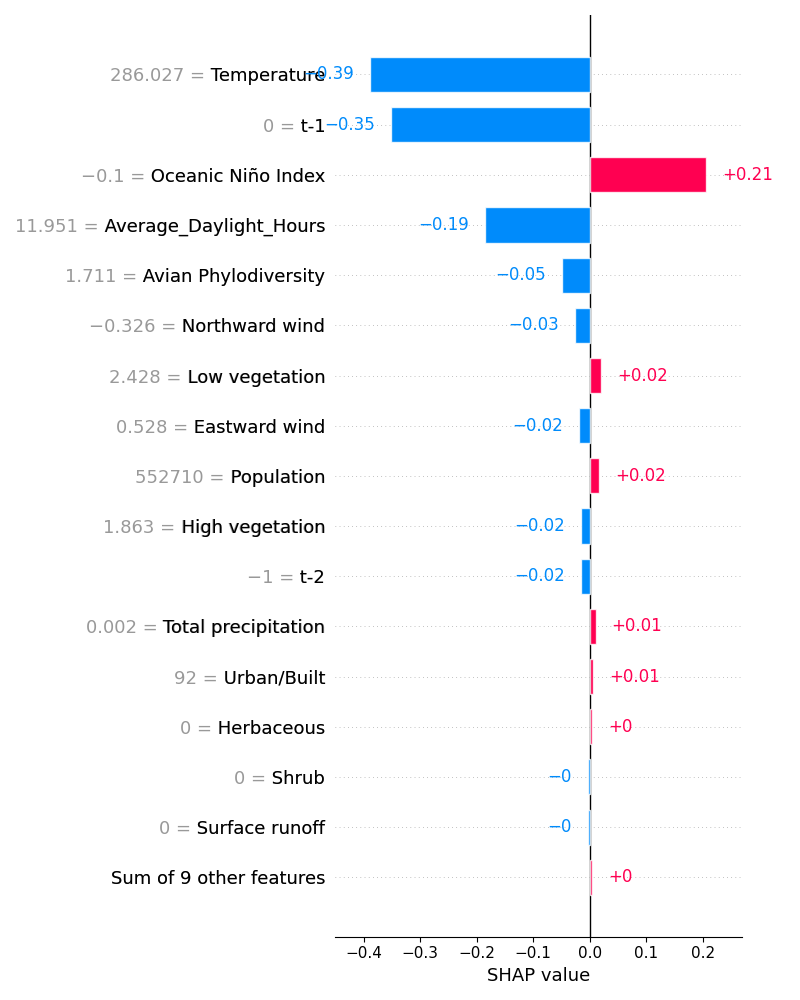 286.027 = Temperature −0.39
0 = t-1 −0.35
−0.1 = Oceanic Niño Index +0.21
11.951 = Average_Daylight_Hours −0.19
1.711 = Avian Phylodiversity −0.05
−0.326 = Northward wind −0.03
2.428 = Low vegetation +0.02
0.528 = Eastward wind −0.02
552710 = Population +0.02
1.863 = High vegetation −0.02
−1 = t-2 −0.02
0.002 = Total precipitation +0.01
92 = Urban/Built +0.01
0 = Herbaceous +0
0 = Shrub −0
0 = Surface runoff −0
Sum of 9 other features +0
−0.4 −0.3 −0.2 −0.1 0.0 0.1 0.2
SHAP value